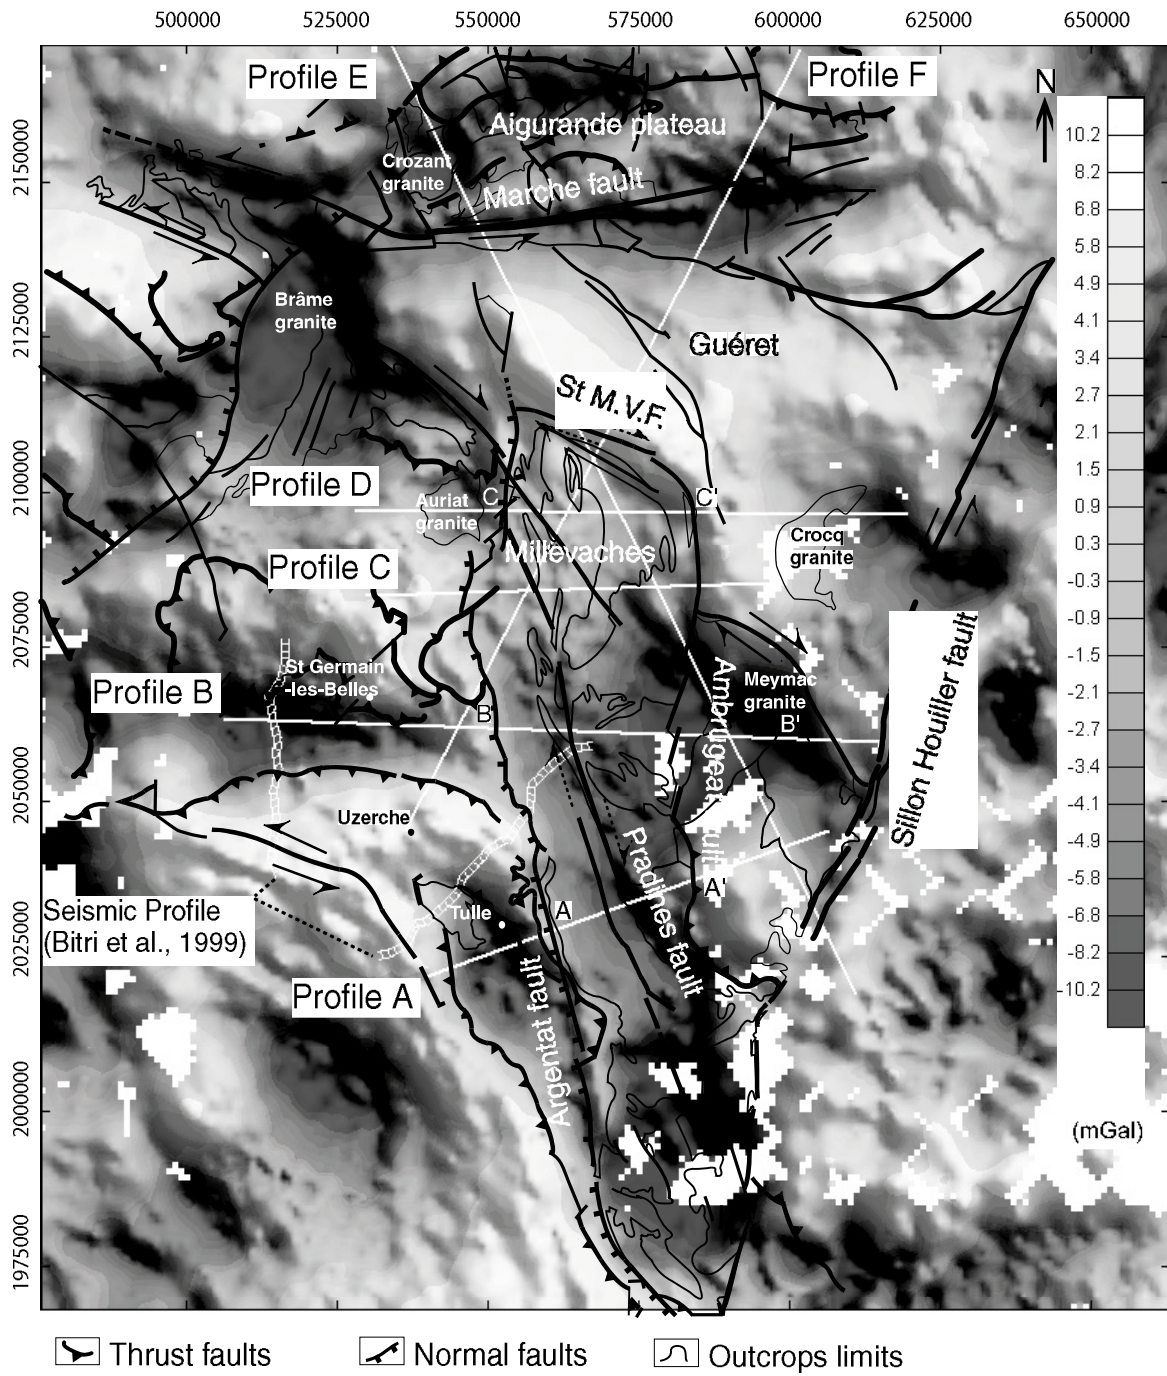 500000 525000 550000 575000 600000 625000 650000
Profile E
Profile F
N
Aigurande plateau
Crozant
granite
Marche fault
2150000
2125000
2100000
2075000
2050000
2025000
2000000
1975000
Brâme
granite
Guéret
St M.V.F.
Profile D
Auriat
granite
C
C'
Crocq
granite
Millevaches
Profile C
St Germain
-les-Belles
Profile B
B
B'
Meymac
granite
Ambrugeat fault
Sillon Houiller fault
Uzerche
Pradines fault
A
A'
Tulle
Seismic Profile
(Bitri et al., 1999)
Profile A
Argentat fault
10.2
8.2
6.8
5.8
4.9
4.1
3.4
2.7
2.1
1.5
0.9
0.3
-0.3
-0.9
-1.5
-2.1
-2.7
-3.4
-4.1
-4.9
-5.8
-6.8
-8.2
-10.2
(mGal)
Thrust faults
Normal faults
Outcrops limits